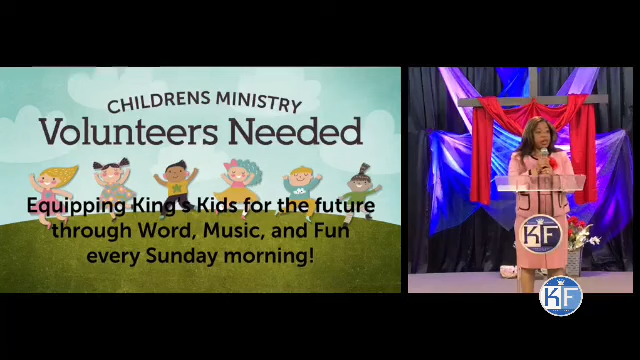 CHILDRENS MINISTRY
Volunteers Needed
Equipping King's Kids for the future
through Word, Music, and Fun
every Sunday morning!
KF
KF